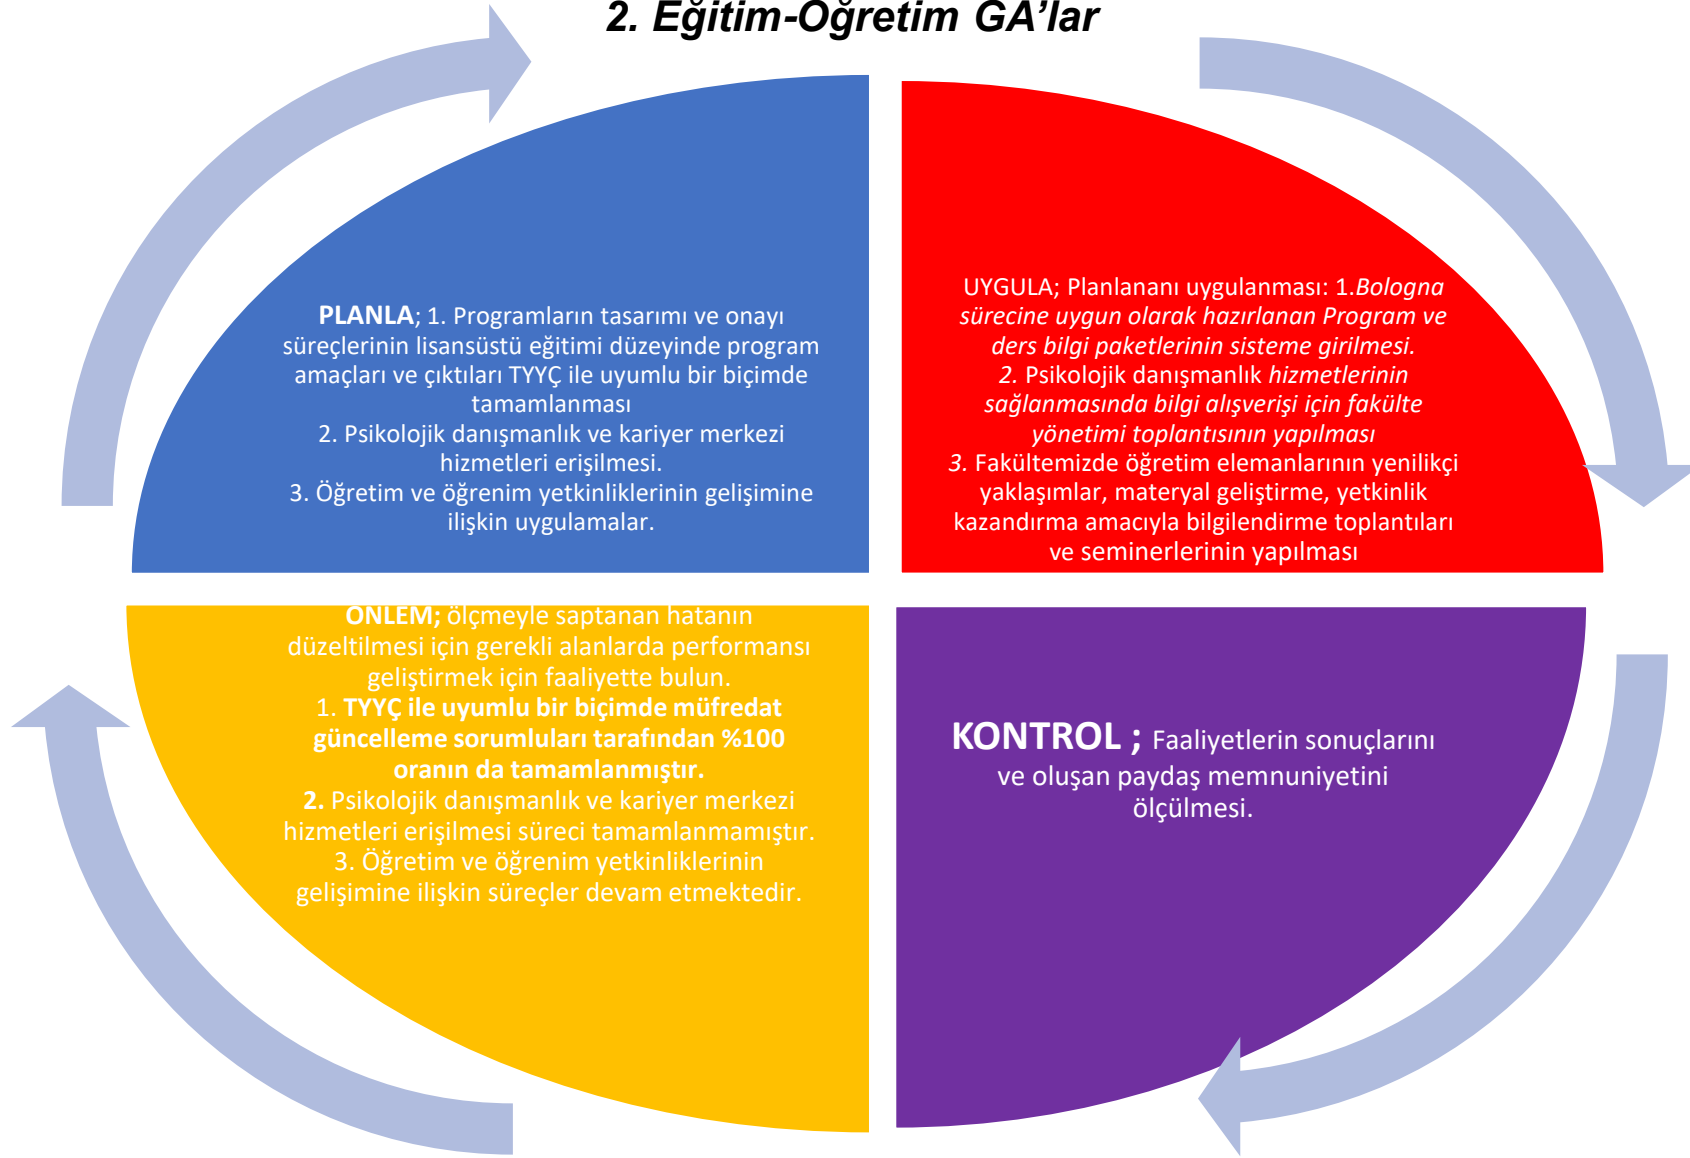 2. Eğitim-Öğretim GA’lar
PLANLA; 1. Programların tasarımı ve onayı
süreçlerinin lisansüstü eğitimi düzeyinde program
amaçları ve çıktıları TYYÇ ile uyumlu bir biçimde
tamamlanması
2. Psikolojik danışmanlık ve kariyer merkezi
hizmetleri erişilmesi.
3. Öğretim ve öğrenim yetkinliklerinin gelişimine
ilişkin uygulamalar.
UYGULA; Planlananı uygulanması: 1.Bologna
sürecine uygun olarak hazırlanan Program ve
ders bilgi paketlerinin sisteme girilmesi.
2. Psikolojik danışmanlık hizmetlerinin
sağlanmasında bilgi alışverişi için fakülte
yönetimi toplantısının yapılması
3. Fakültemizde öğretim elemanlarının yenilikçi
yaklaşımlar, materyal geliştirme, yetkinlik
kazandırma amacıyla bilgilendirme toplantıları
ve seminerlerinin yapılması
ÖNLEM; ölçmeyle saptanan hatanın
düzeltilmesi için gerekli alanlarda performansı
geliştirmek için faaliyette bulun.
1. TYYÇ ile uyumlu bir biçimde müfredat
güncelleme sorumluları tarafından %100
oranın da tamamlanmıştır.
2. Psikolojik danışmanlık ve kariyer merkezi
hizmetleri erişilmesi süreci tamamlanmamıştır.
3. Öğretim ve öğrenim yetkinliklerinin
gelişimine ilişkin süreçler devam etmektedir.
KONTROL ; Faaliyetlerin sonuçlarını
ve oluşan paydaş memnuniyetini
ölçülmesi.